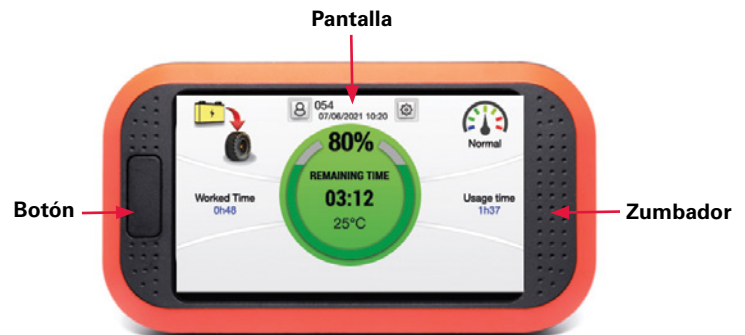 Pantalla
054
07/06/2021 10:20
80%
Normal
REMAINING TIME
Worked Time
0h48
03:12
Usage time
1h37
25°C
Botón
Zumbador